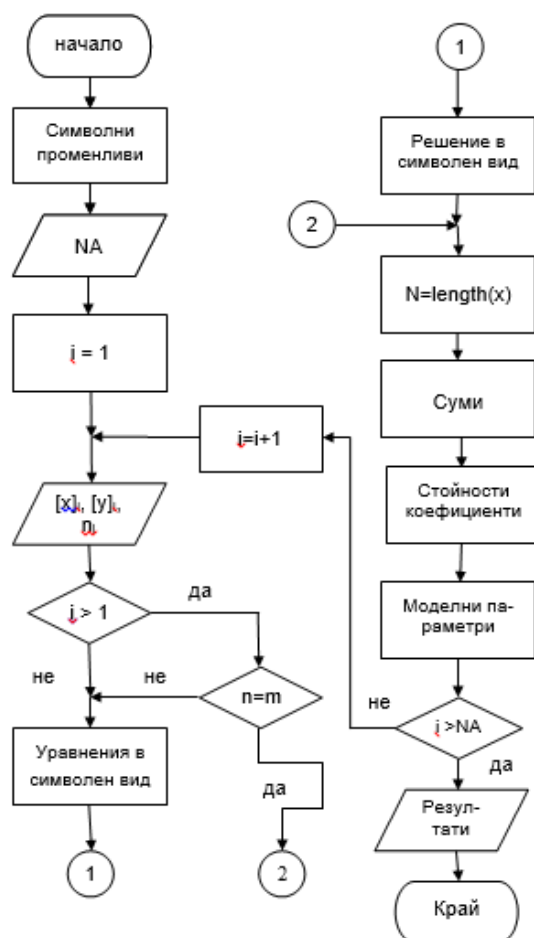 начало
Символни
променливи
NA
i = 1
i=i+1
[x]i, [y]i,
ni
i > 1
да
не
не
n=m
Уравнения в
символен вид
да
1
2
1
Решение в
символен вид
2
N=length(x)
Суми
Стойности
коефициенти
Моделни па-
раметри
не
i >NA
да
Резул-
тати
Край